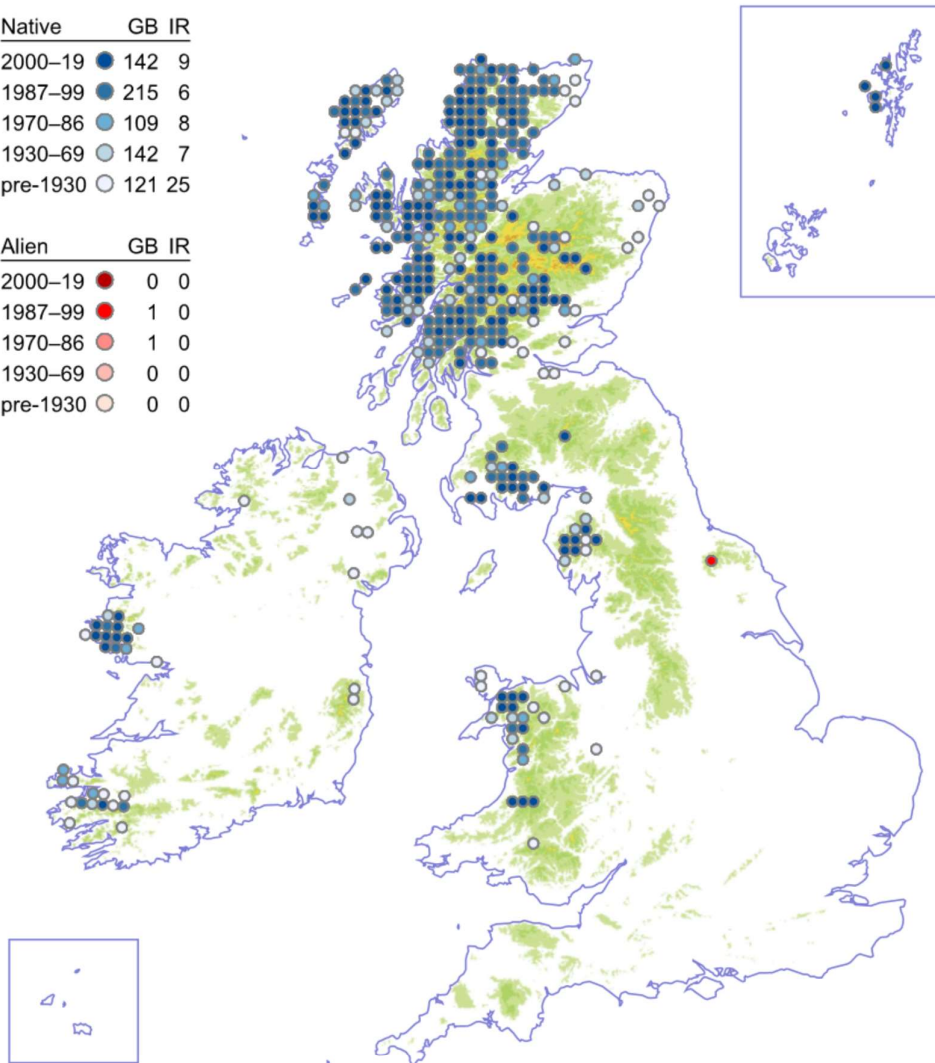 Native GB IR
2000–19 142 9
1987–99 215 6
1970–86 109 8
1930–69 142 7
pre-1930 121 25
Alien GB IR
2000–19 0 0
1987–99 1 0
1970–86 1 0
1930–69 0 0
pre-1930 0 0